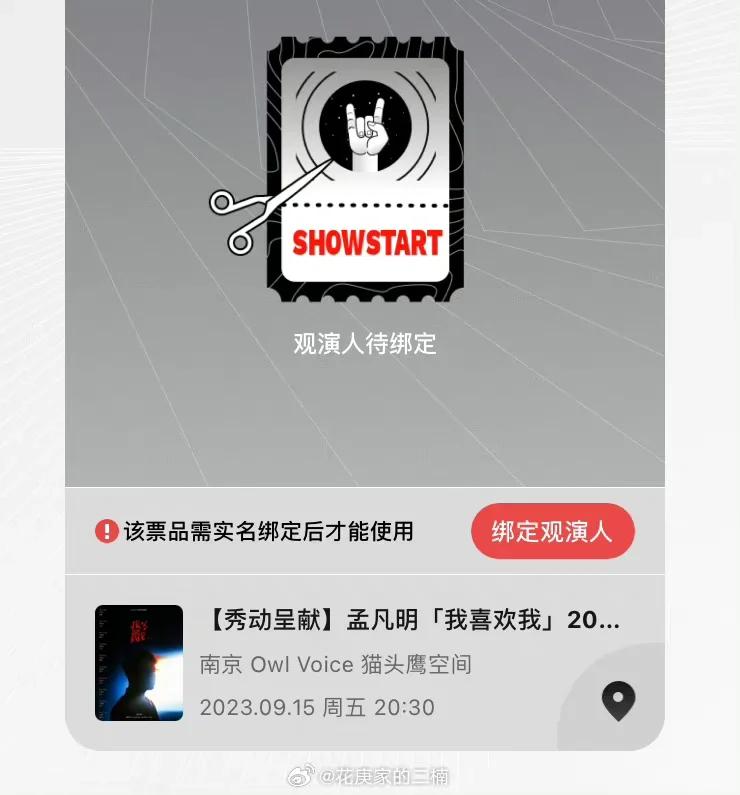 SHOWSTART
观演人待绑定
该票品需实名绑定后才能使用
绑定观演人
【秀动呈献】孟凡明「我喜欢我」20...
南京 Owl Voice 猫头鹰空间
2023.09.15 周五 20:30
@花庚家的三楠